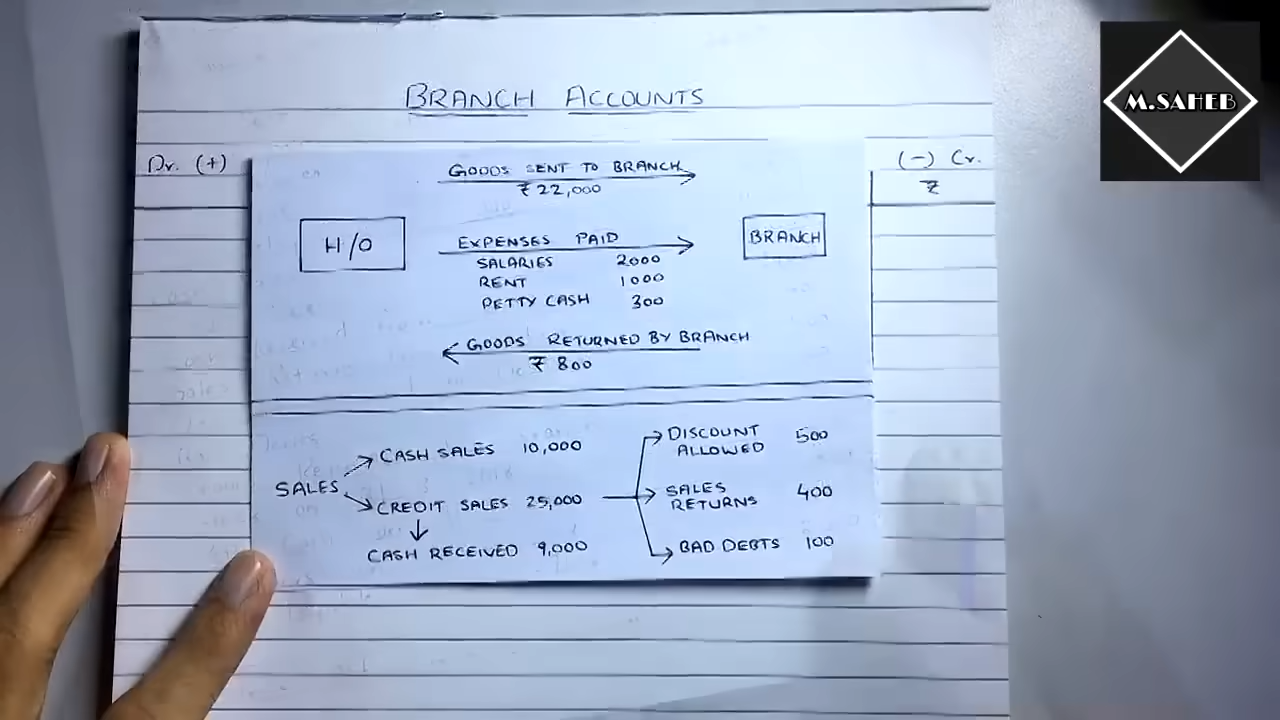 BRANCH ACCOUNTS
M.SAHEB
Dr. (+)
(-) Cr.
₹
GOODS SENT TO BRANCH
₹ 22,000
H/O
BRANCH
EXPENSES PAID
SALARIES 2000
RENT 1000
PETTY CASH 300
GOODS RETURNED BY BRANCH
₹ 800
SALES
CASH SALES 10,000
CREDIT SALES 25,000
CASH RECEIVED 9,000
DISCOUNT
ALLOWED 500
SALES
RETURNS 400
BAD DEBTS 100